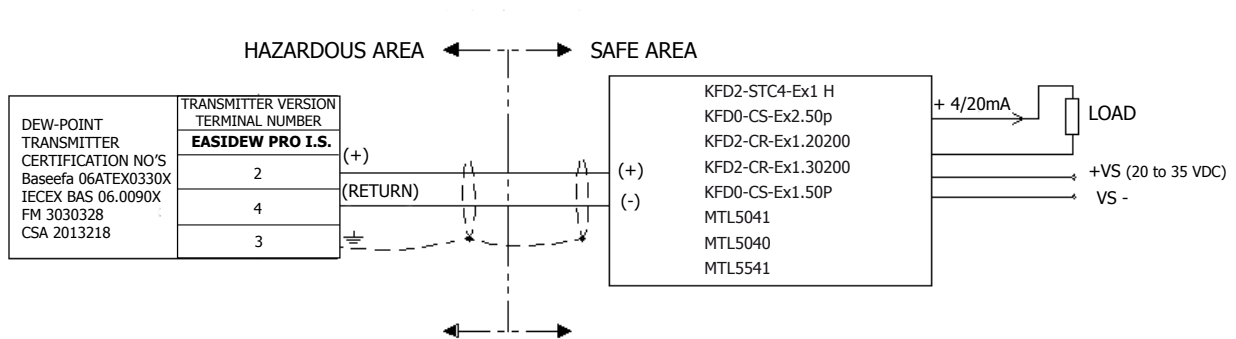 HAZARDOUS AREA
SAFE AREA
DEW-POINT
TRANSMITTER
CERTIFICATION NO'S
Baseefa 06ATEX0330X
IECEX BAS 06.0090X
FM 3030328
CSA 2013218
TRANSMITTER VERSION
TERMINAL NUMBER
EASIDEW PRO I.S.
2
4
3
(+)
(RETURN)
(+)
(-)
KFD2-STC4-Ex1 H
KFD0-CS-Ex2.50p
KFD2-CR-Ex1.20200
KFD2-CR-Ex1.30200
KFD0-CS-Ex1.50P
MTL5041
MTL5040
MTL5541
+ 4/20mA
LOAD
+VS (20 to 35 VDC)
VS -